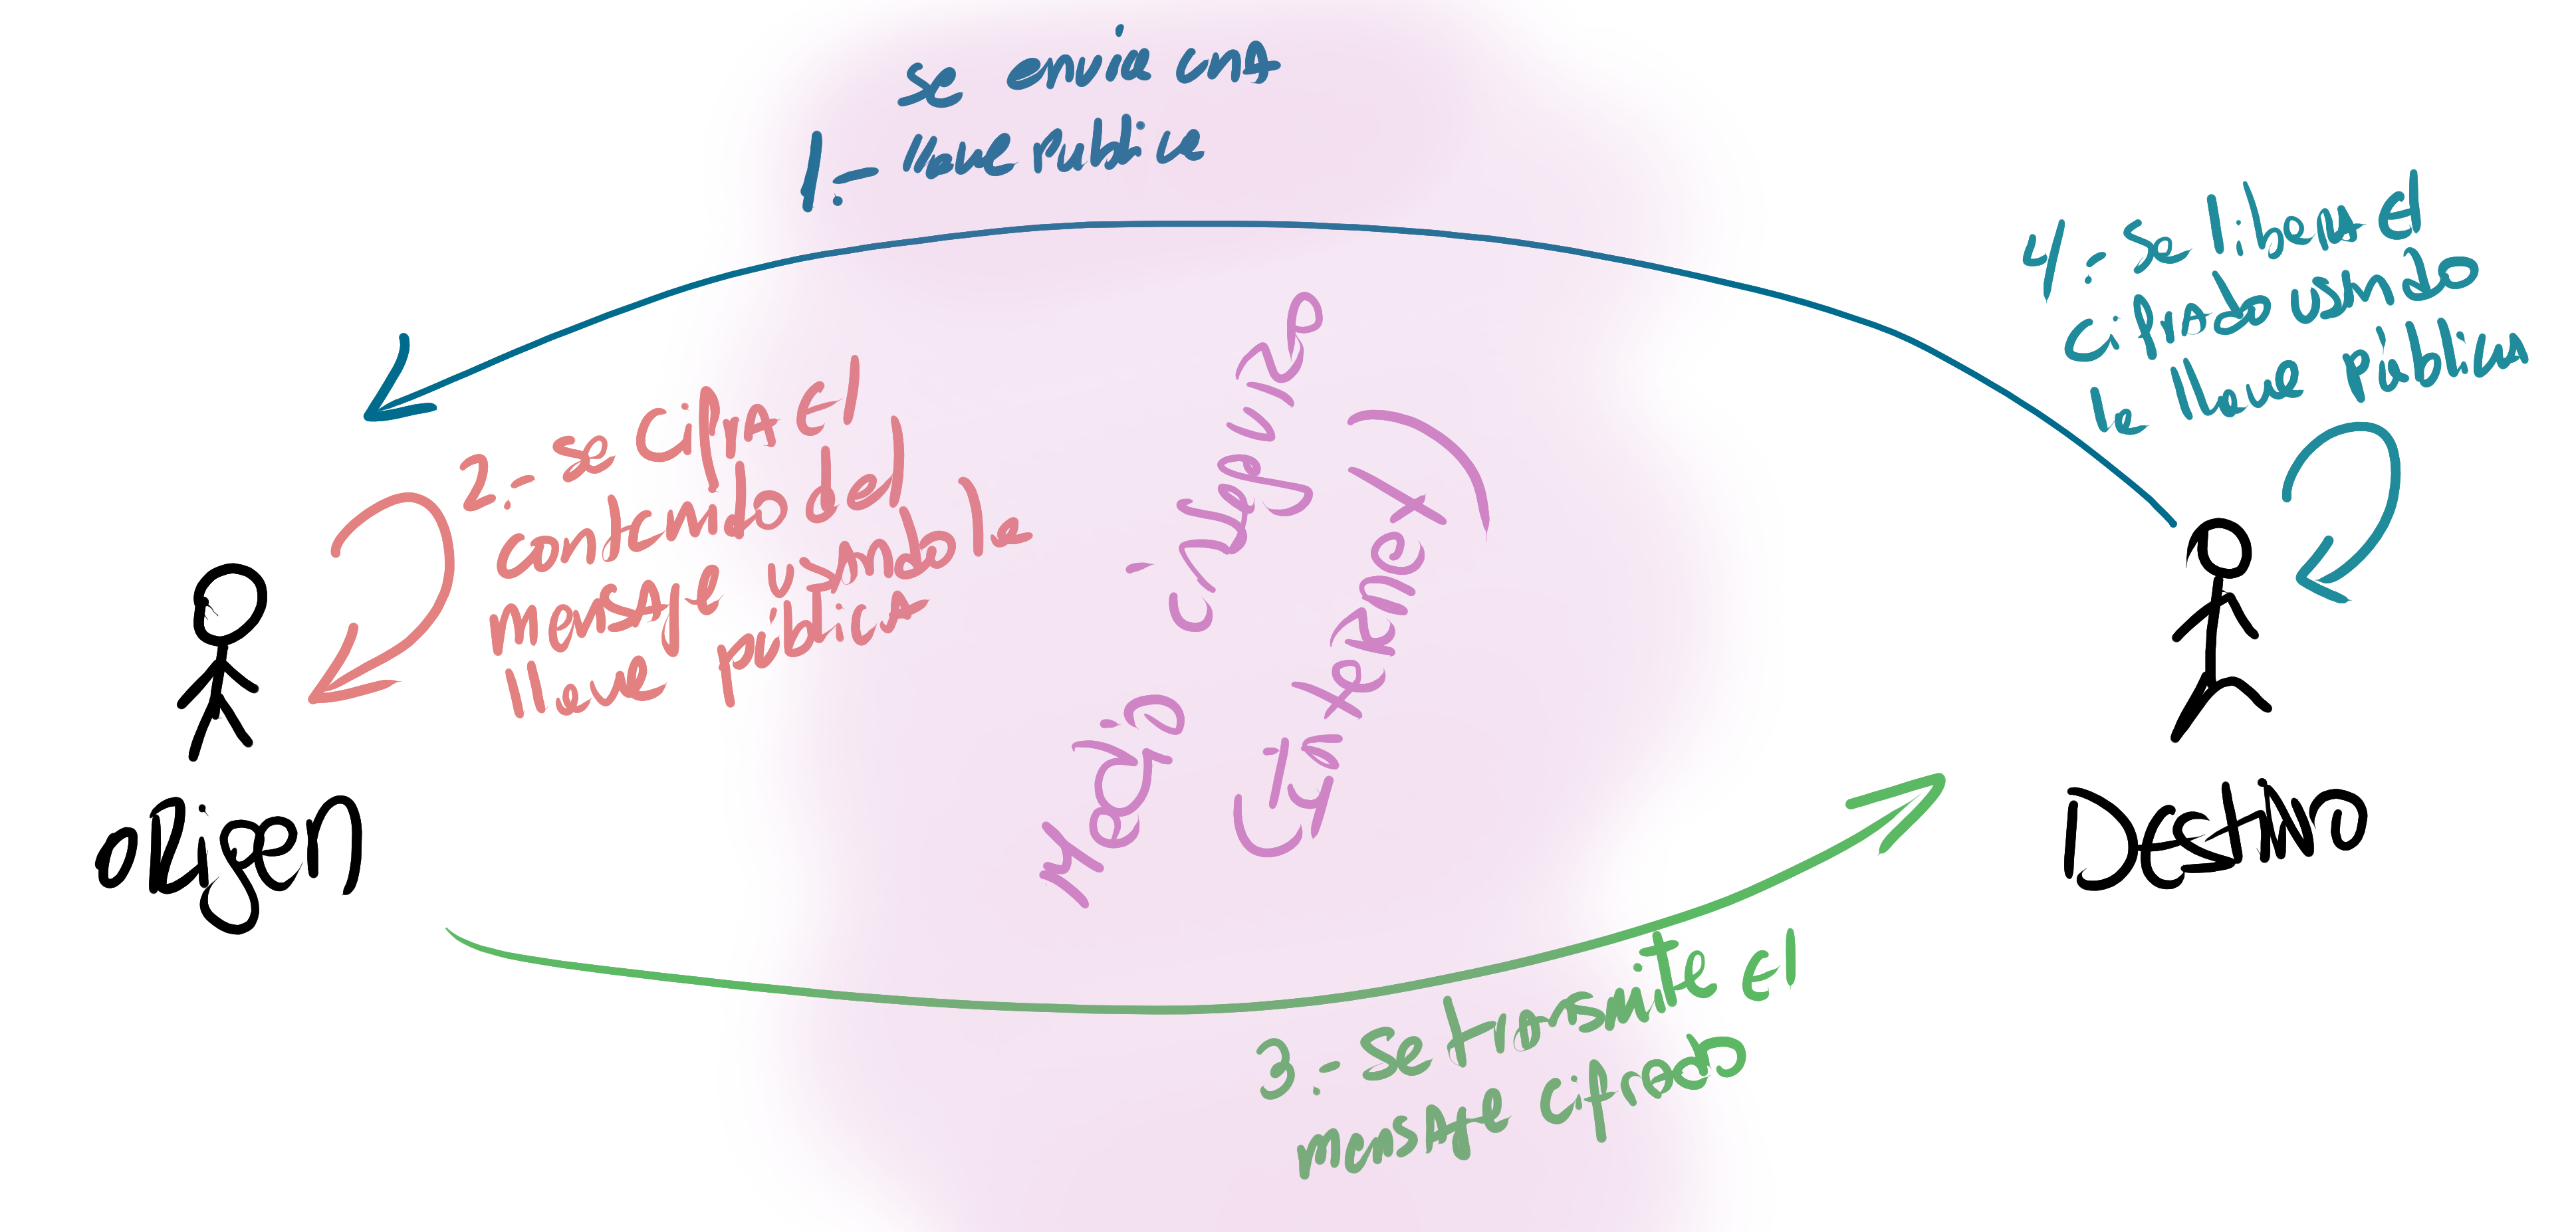 se envía una
1.- llave publica
2.- se cifra el
contenido del
mensaje usando la
llave pública
Medio inseguro
(Internet)
4.- se libera el
cifrado usando
la llave pública
origen
Destino
3.- se transmite el
mensaje cifrado